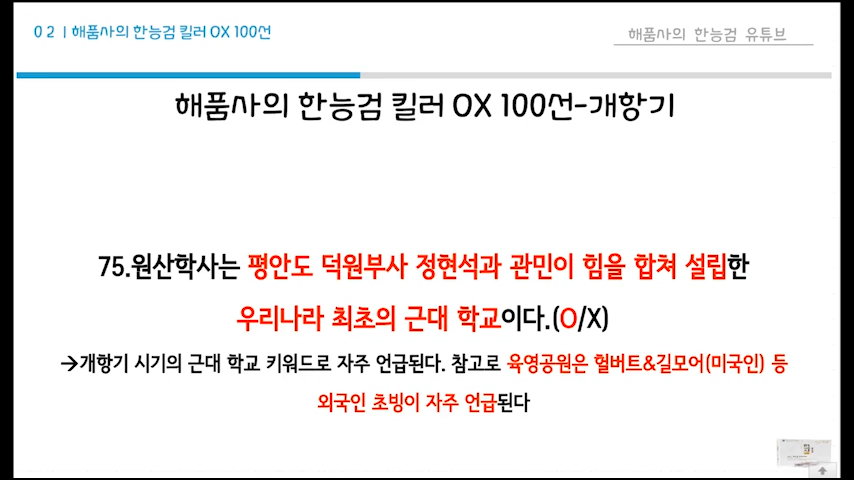 02 | 해품사의 한능검 킬러 OX 100선
해품사의 한능검 유튜브
해품사의 한능검 킬러 OX 100선-개항기
75.원산학사는 평안도 덕원부사 정현석과 관민이 힘을 합쳐 설립한
우리나라 최초의 근대 학교이다.(O/X)
→개항기 시기의 근대 학교 키워드로 자주 언급된다. 참고로 육영공원은 헐버트&길모어(미국인) 등
외국인 초빙이 자주 언급된다